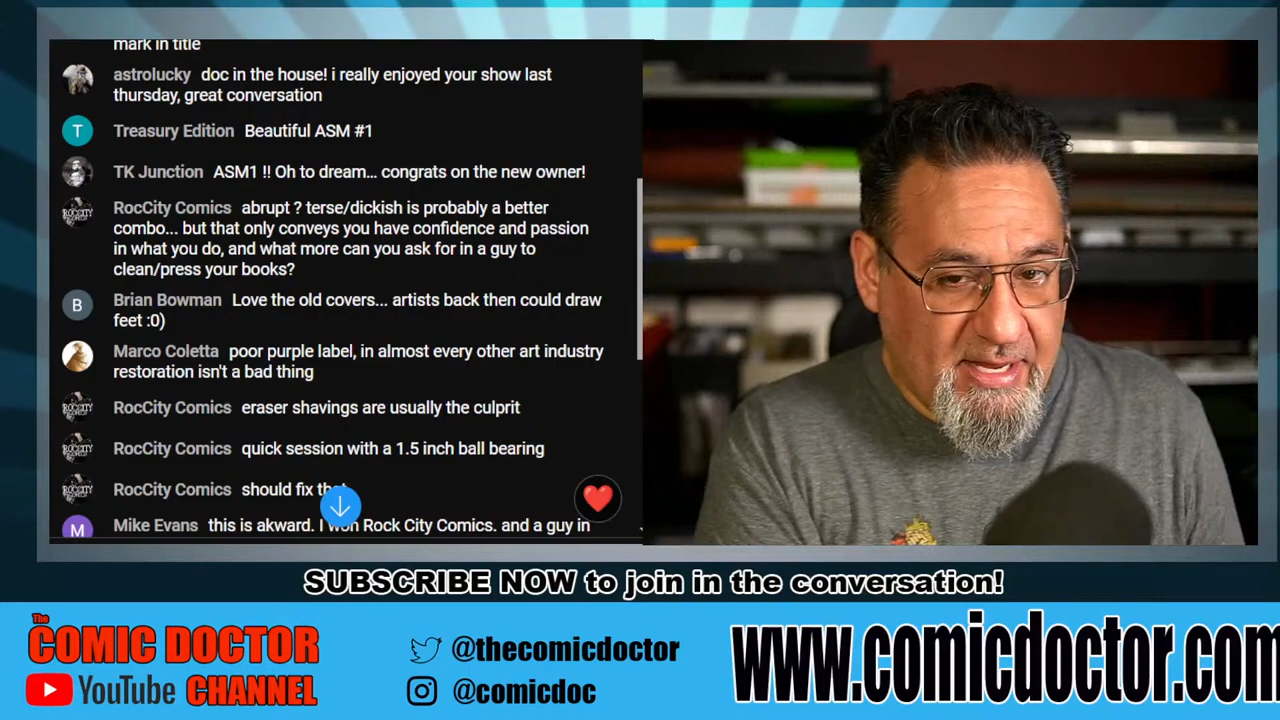 mark in title
astrolucky doc in the house! i really enjoyed your show last
thursday, great conversation
T Treasury Edition Beautiful ASM #1
TK Junction ASM1 !! Oh to dream... congrats on the new owner!
RocCity Comics abrupt ? terse/dickish is probably a better
combo... but that only conveys you have confidence and passion
in what you do, and what more can you ask for in a guy to
clean/press your books?
B Brian Bowman Love the old covers... artists back then could draw
feet :0)
Marco Coletta poor purple label, in almost every other art industry
restoration isn't a bad thing
RocCity Comics eraser shavings are usually the culprit
RocCity Comics quick session with a 1.5 inch ball bearing
RocCity Comics should fix
M Mike Evans this is akward. I Rock City Comics. and a guy in
SUBSCRIBE NOW to join in the conversation!
The
COMIC DOCTOR
YouTube CHANNEL
@thecomicdoctor
@comicdoc
www.comicdoctor.com